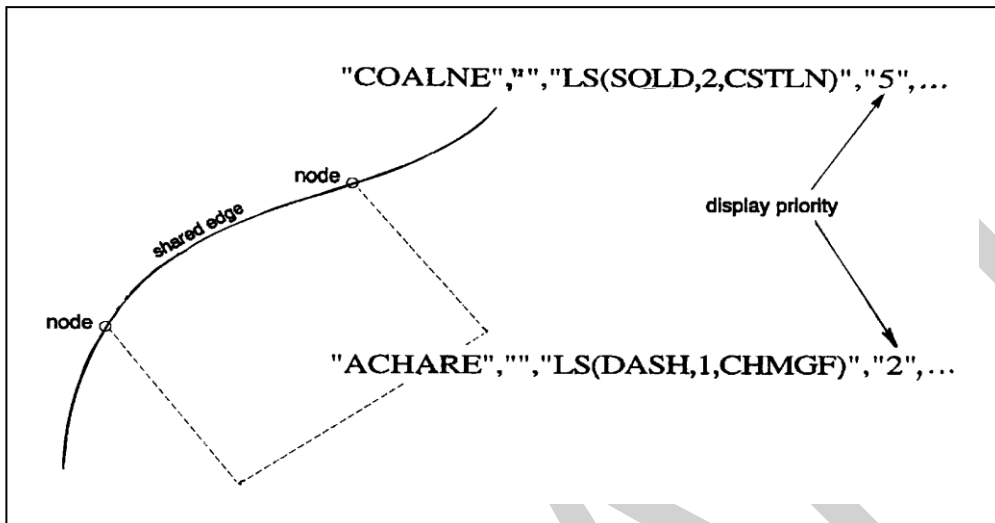 "COALNE","","LS(SOLD,2,CSTLN)","5",...
node
shared edge
display priority
node
"ACHARE","","LS(DASH,1,CHMGF)","2",...